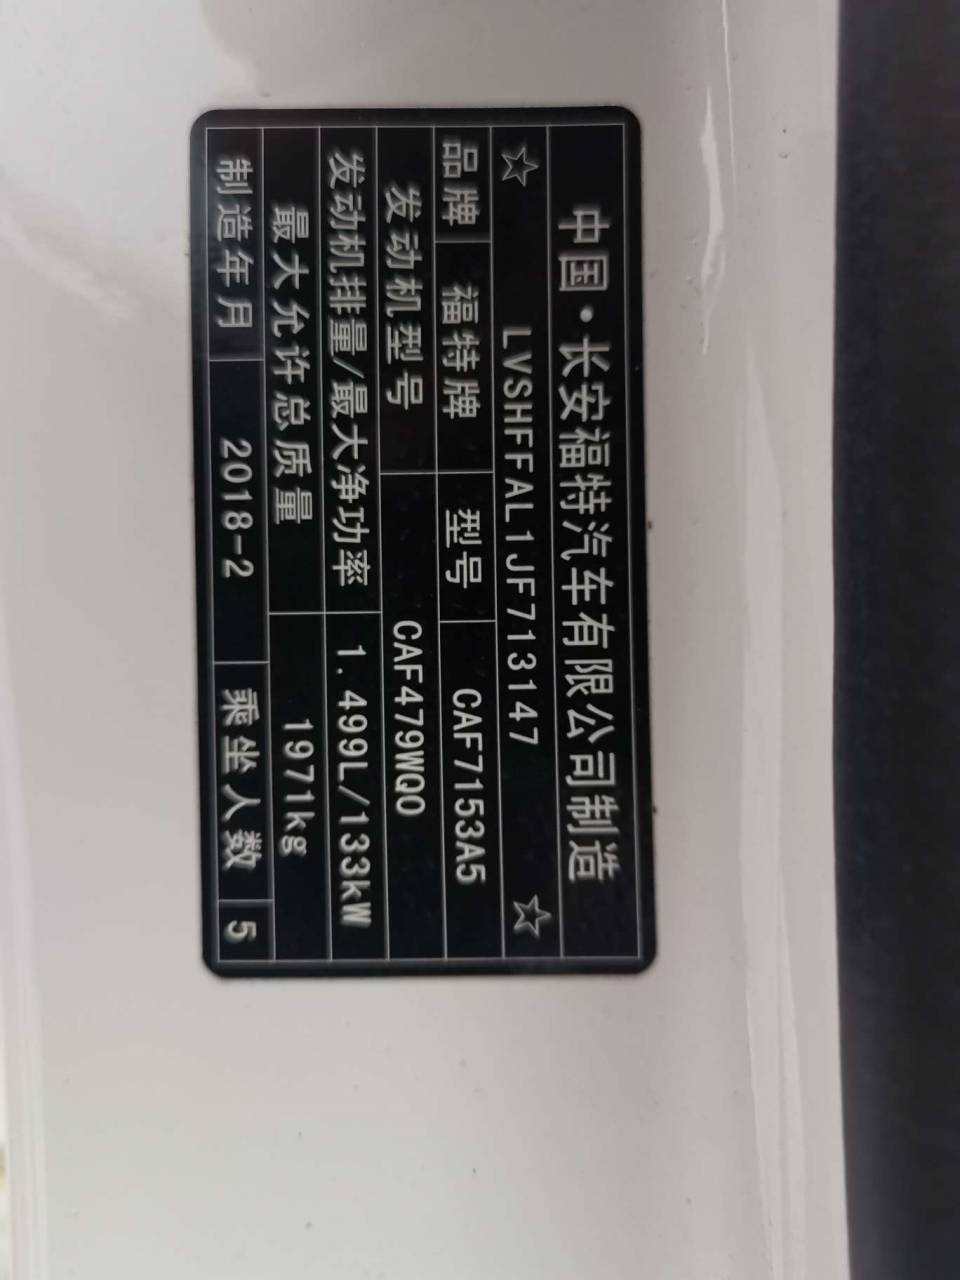 中国·长安福特汽车有限公司制造
☆ LVSHFFAL1JF713147 ☆
品牌 福特牌 型号 CAF7153A5
发动机型号 CAF479WQ0
发动机排量/最大净功率 1.499L/133kW
最大允许总质量 1971kg
制造年月 2018-2 乘坐人数 5